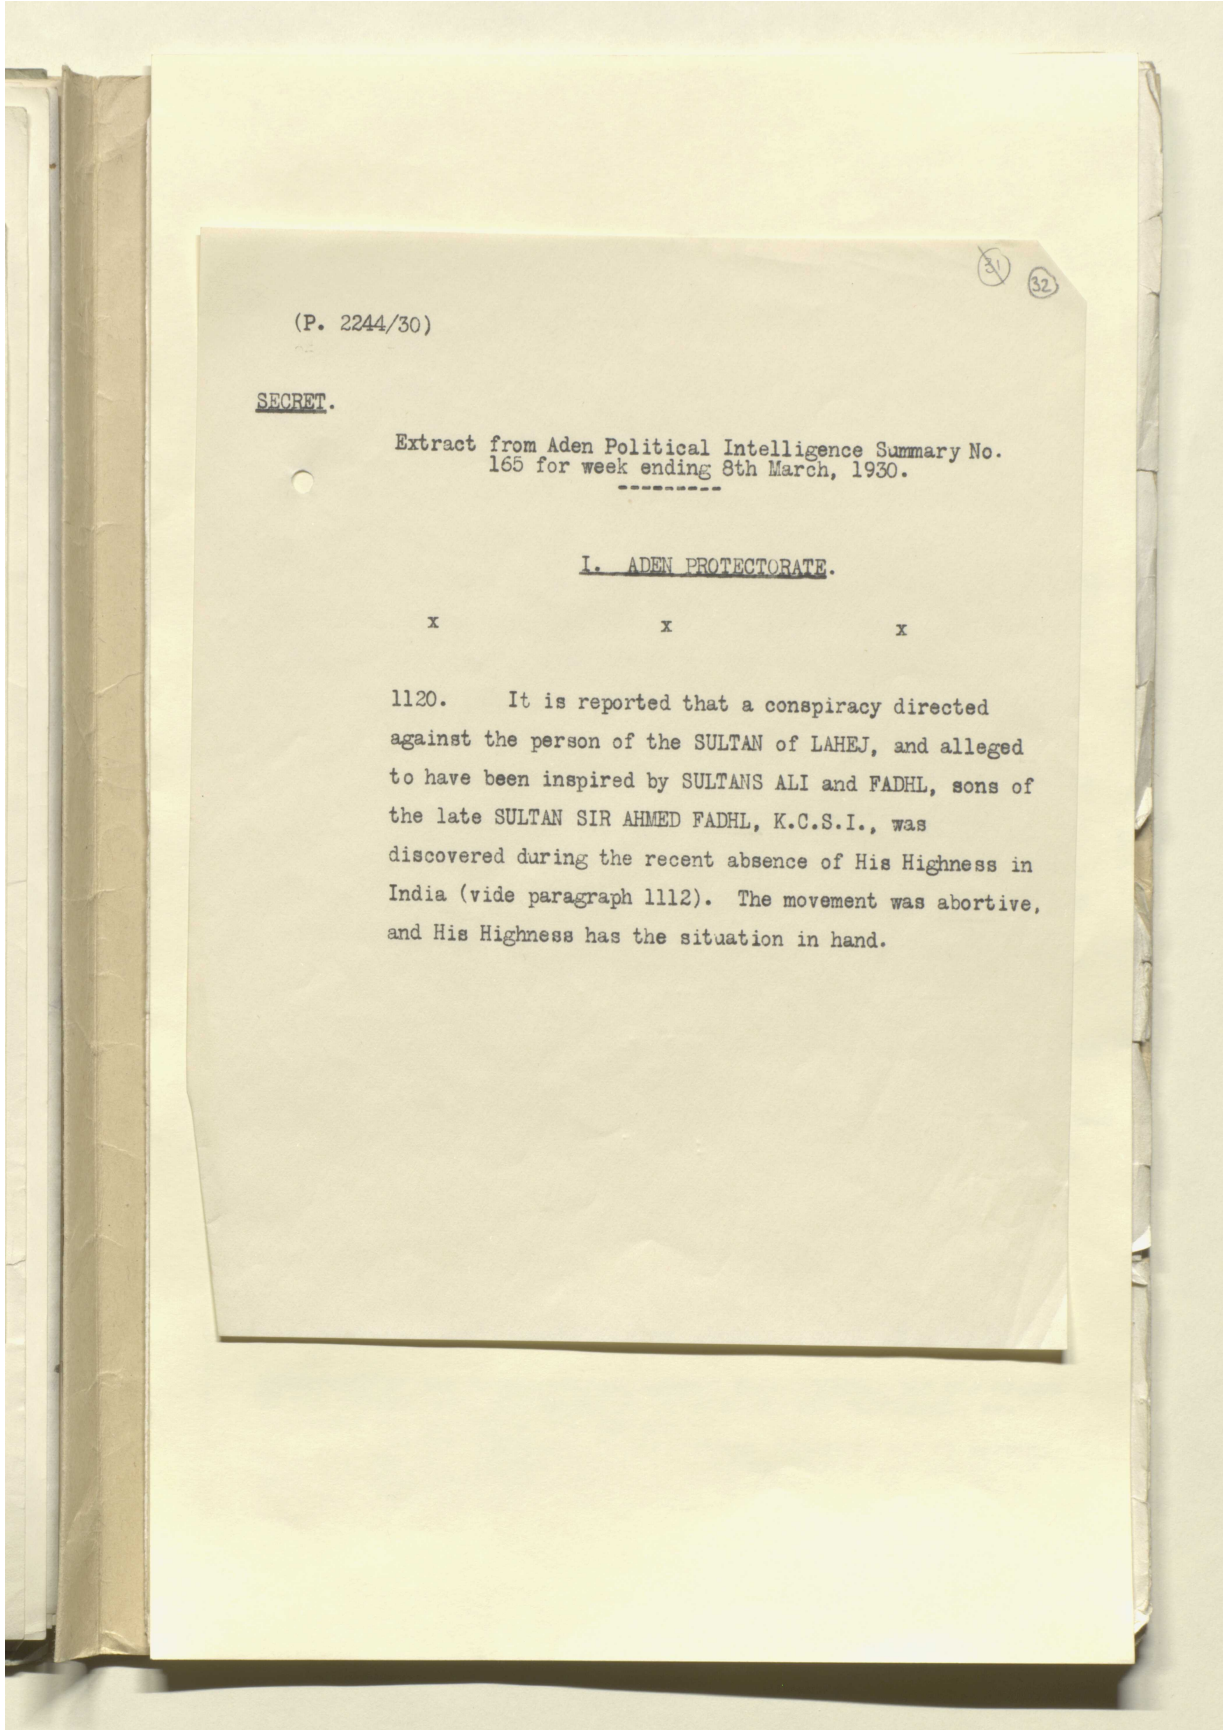 31
32
(P. 2244/30)
SECRET.
Extract from Aden Political Intelligence Summary No.
165 for week ending 8th March, 1930.
---------
I. ADEN PROTECTORATE.
x x x
1120. It is reported that a conspiracy directed
against the person of the SULTAN of LAHEJ, and alleged
to have been inspired by SULTANS ALI and FADHL, sons of
the late SULTAN SIR AHMED FADHL, K.C.S.I., was
discovered during the recent absence of His Highness in
India (vide paragraph 1112). The movement was abortive,
and His Highness has the situation in hand.